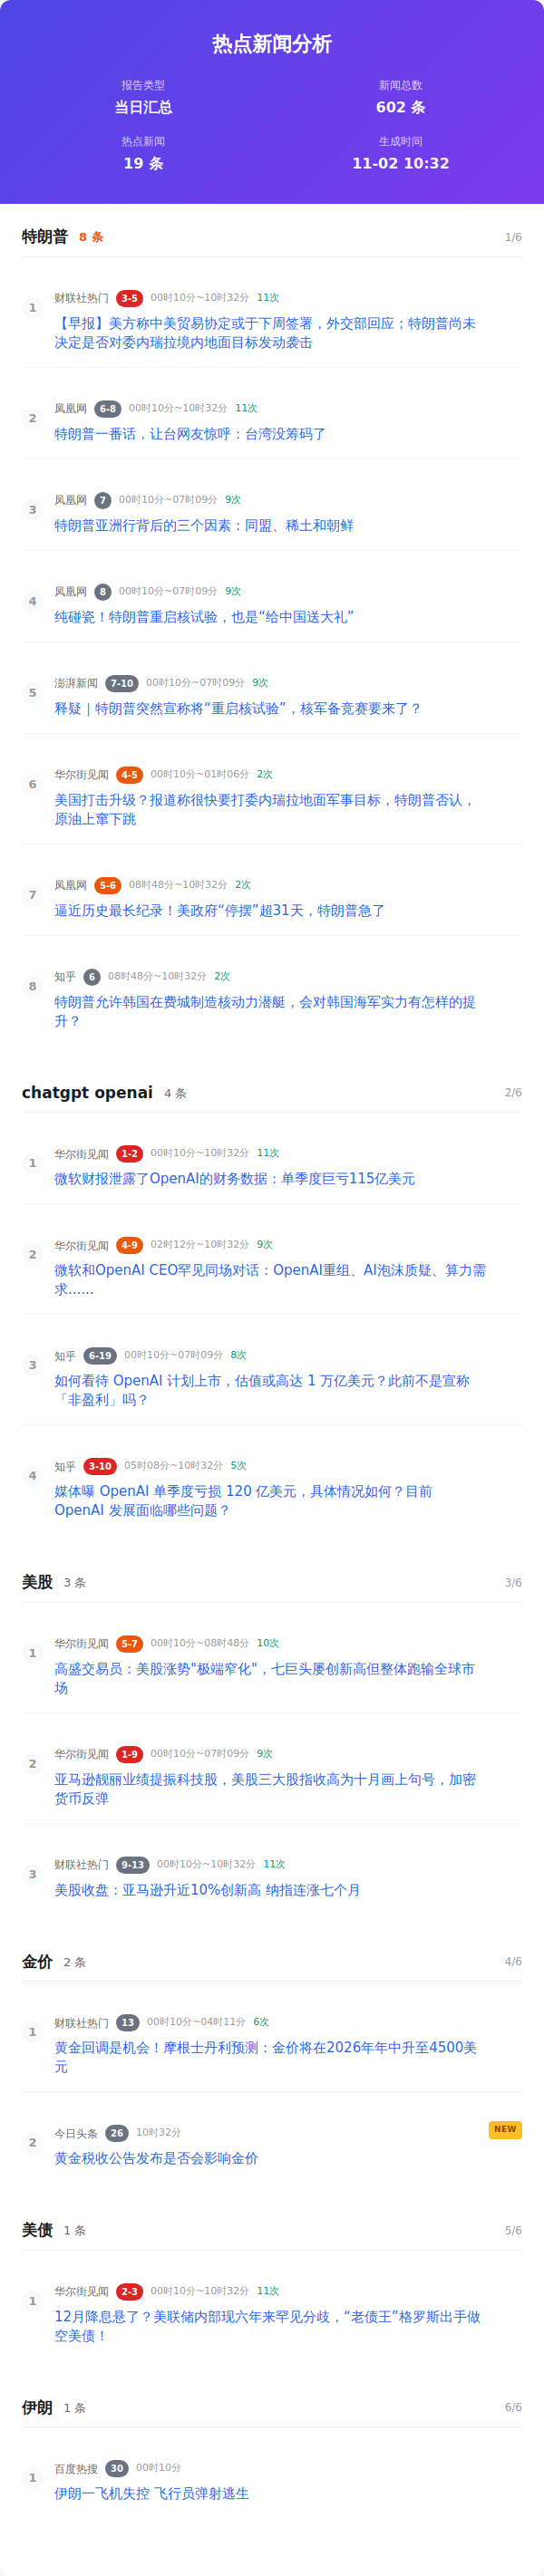 热点新闻分析
报告类型
当日汇总
新闻总数
602 条
热点新闻
19 条
生成时间
11-02 10:32
特朗普 8 条 1/6
1 财联社热门 3-5 00时10分~10时32分 11次
【早报】美方称中美贸易协定或于下周签署，外交部回应；特朗普尚未
决定是否对委内瑞拉境内地面目标发动袭击
2 凤凰网 6-8 00时10分~10时32分 11次
特朗普一番话，让台网友惊呼：台湾没筹码了
3 凤凰网 7 00时10分~07时09分 9次
特朗普亚洲行背后的三个因素：同盟、稀土和朝鲜
4 凤凰网 8 00时10分~07时09分 9次
纯碰瓷！特朗普重启核试验，也是“给中国送大礼”
5 澎湃新闻 7-10 00时10分~07时09分 9次
释疑｜特朗普突然宣称将“重启核试验”，核军备竞赛要来了？
6 华尔街见闻 4-5 00时10分~01时06分 2次
美国打击升级？报道称很快要打委内瑞拉地面军事目标，特朗普否认，
原油上窜下跳
7 凤凰网 5-6 08时48分~10时32分 2次
逼近历史最长纪录！美政府“停摆”超31天，特朗普急了
8 知乎 6 08时48分~10时32分 2次
特朗普允许韩国在费城制造核动力潜艇，会对韩国海军实力有怎样的提
升？
chatgpt openai 4 条 2/6
1 华尔街见闻 1-2 00时10分~10时32分 11次
微软财报泄露了OpenAI的财务数据：单季度巨亏115亿美元
2 华尔街见闻 4-9 02时12分~10时32分 9次
微软和OpenAI CEO罕见同场对话：OpenAI重组、AI泡沫质疑、算力需
求……
3 知乎 6-19 00时10分~07时09分 8次
如何看待 OpenAI 计划上市，估值或高达 1 万亿美元？此前不是宣称
「非盈利」吗？
4 知乎 3-10 05时08分~10时32分 5次
媒体曝 OpenAI 单季度亏损 120 亿美元，具体情况如何？目前
OpenAI 发展面临哪些问题？
美股 3 条 3/6
1 华尔街见闻 5-7 00时10分~08时48分 10次
高盛交易员：美股涨势"极端窄化"，七巨头屡创新高但整体跑输全球市
场
2 华尔街见闻 1-9 00时10分~07时09分 9次
亚马逊靓丽业绩提振科技股，美股三大股指收高为十月画上句号，加密
货币反弹
3 财联社热门 9-13 00时10分~10时32分 11次
美股收盘：亚马逊升近10%创新高 纳指连涨七个月
金价 2 条 4/6
1 财联社热门 13 00时10分~04时11分 6次
黄金回调是机会！摩根士丹利预测：金价将在2026年年中升至4500美
元
2 今日头条 26 10时32分 NEW
黄金税收公告发布是否会影响金价
美债 1 条 5/6
1 华尔街见闻 2-3 00时10分~10时32分 11次
12月降息悬了？美联储内部现六年来罕见分歧，“老债王”格罗斯出手做
空美债！
伊朗 1 条 6/6
1 百度热搜 30 00时10分
伊朗一飞机失控 飞行员弹射逃生